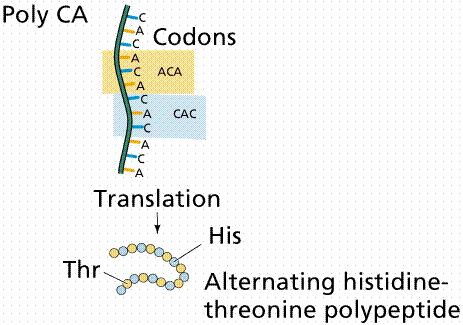 Poly CA
C
A
C
Codons
A
C ACA
A
C
A CAC
C
A
C
A
Translation
His
Thr
Alternating histidine-
threonine polypeptide